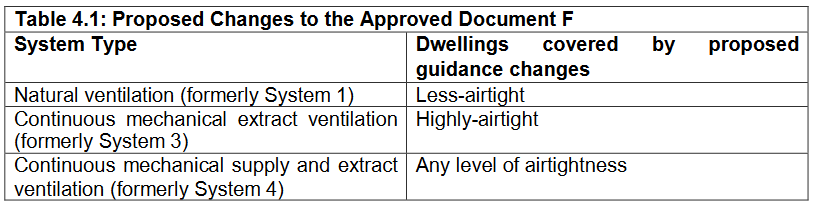 Table 4.1: Proposed Changes to the Approved Document F
System Type
Dwellings covered by proposed
guidance changes
Natural ventilation (formerly System 1)
Less-airtight
Continuous mechanical extract ventilation
(formerly System 3)
Highly-airtight
Continuous mechanical supply and extract
ventilation (formerly System 4)
Any level of airtightness